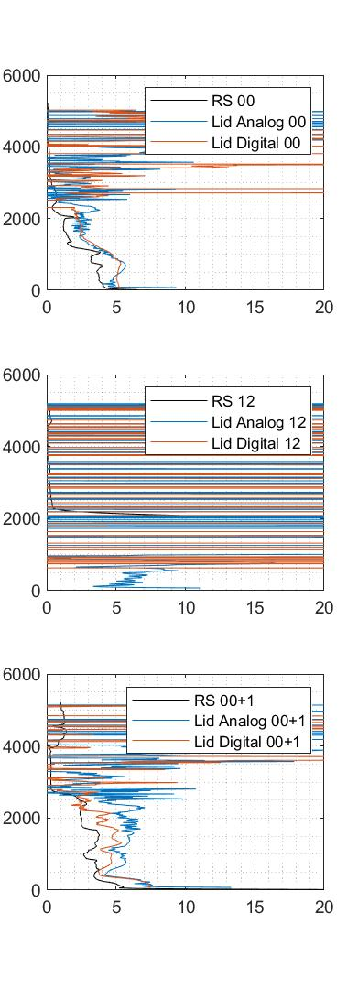 6000
RS 00
Lid Analog 00
Lid Digital 00
4000
2000
0
0 5 10 15 20
6000
RS 12
Lid Analog 12
Lid Digital 12
4000
2000
0
0 5 10 15 20
6000
RS 00+1
Lid Analog 00+1
Lid Digital 00+1
4000
2000
0
0 5 10 15 20